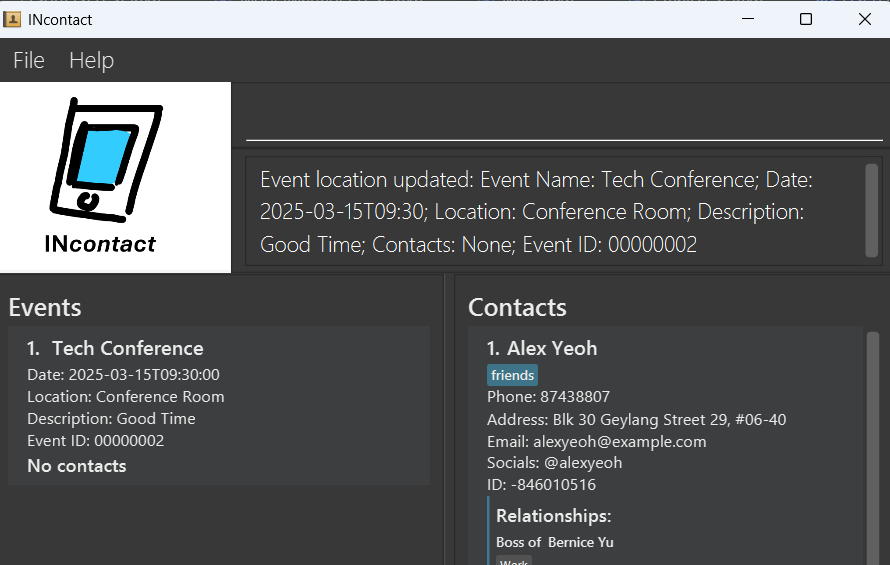 INcontact
File Help
INcontact
Event location updated: Event Name: Tech Conference; Date:
2025-03-15T09:30; Location: Conference Room; Description:
Good Time; Contacts: None; Event ID: 00000002
Events
1. Tech Conference
Date: 2025-03-15T09:30:00
Location: Conference Room
Description: Good Time
Event ID: 00000002
No contacts
Contacts
1. Alex Yeoh
friends
Phone: 87438807
Address: Blk 30 Geylang Street 29, #06-40
Email: alexyeoh@example.com
Socials: @alexyeoh
ID: -846010516
Relationships:
Boss of Bernice Yu
Work